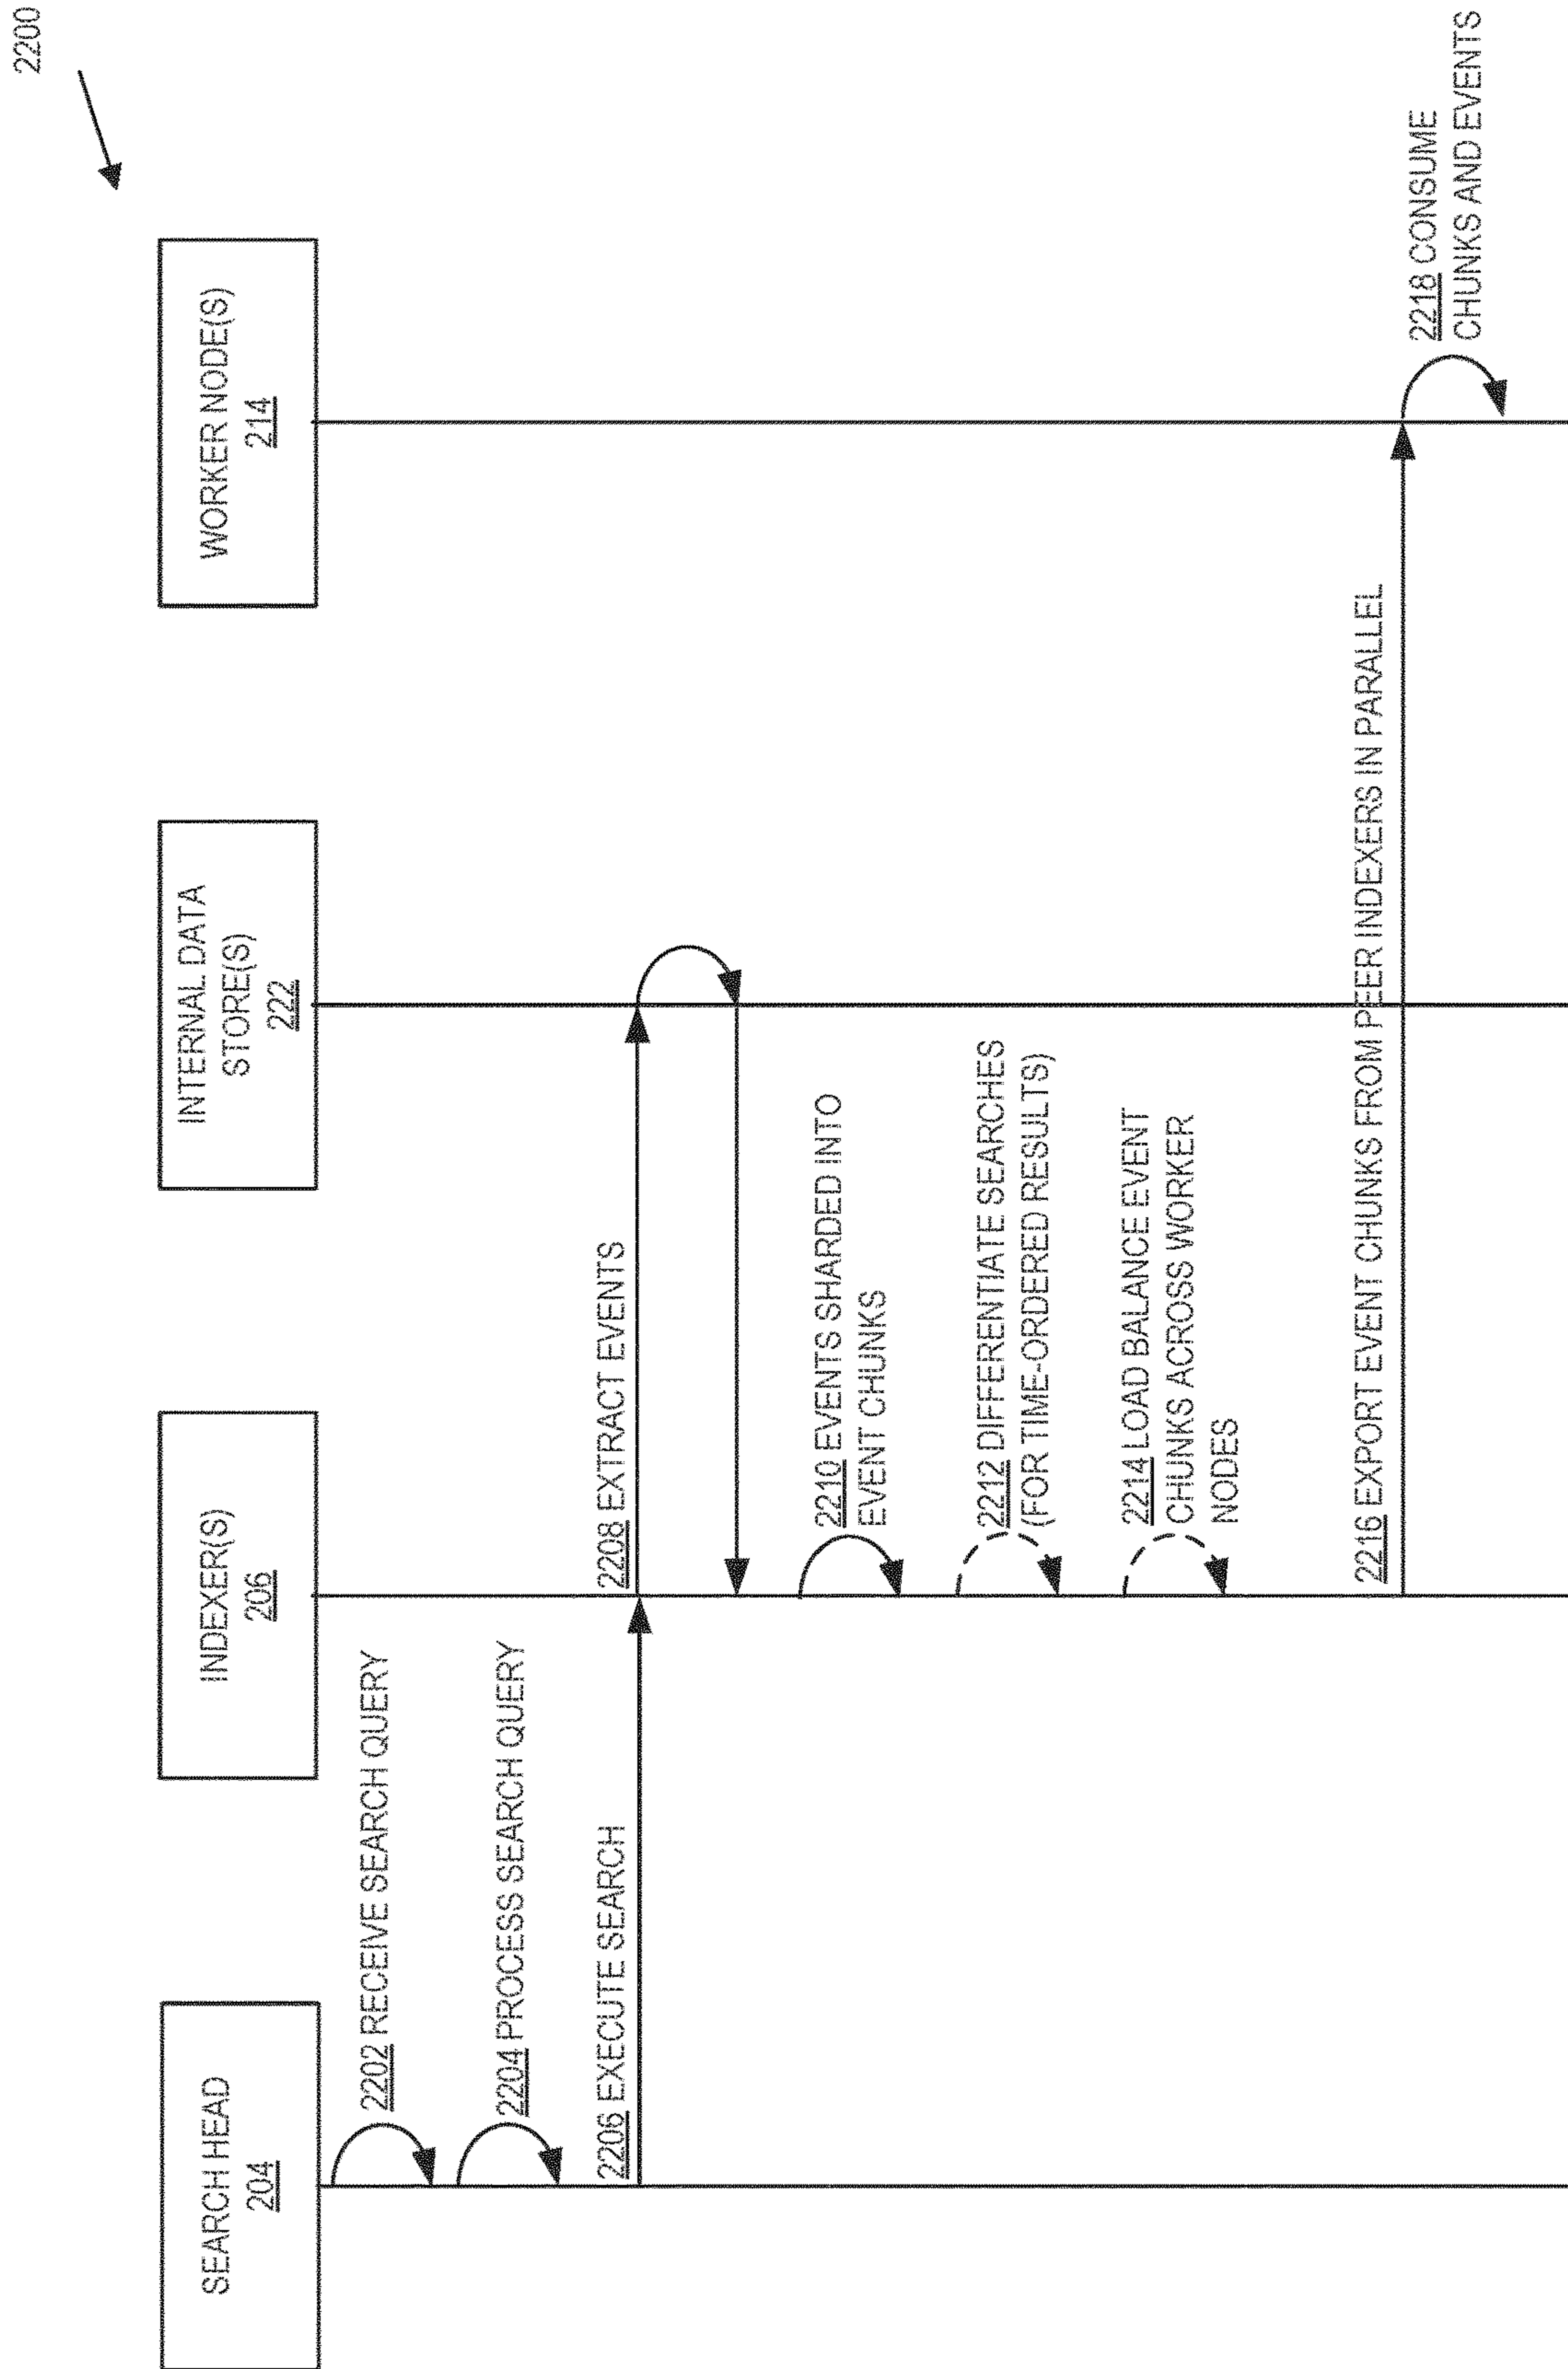 2200
SEARCH HEAD
204
INDEXER(S)
206
INTERNAL DATA
STORE(S)
222
WORKER NODE(S)
214
2202 RECEIVE SEARCH QUERY
2204 PROCESS SEARCH QUERY
2206 EXECUTE SEARCH
2208 EXTRACT EVENTS
2210 EVENTS SHARDED INTO
EVENT CHUNKS
2212 DIFFERENTIATE SEARCHES
(FOR TIME-ORDERED RESULTS)
2214 LOAD BALANCE EVENT
CHUNKS ACROSS WORKER
NODES
2216 EXPORT EVENT CHUNKS FROM PEER INDEXERS IN PARALLEL
2218 CONSUME
CHUNKS AND EVENTS